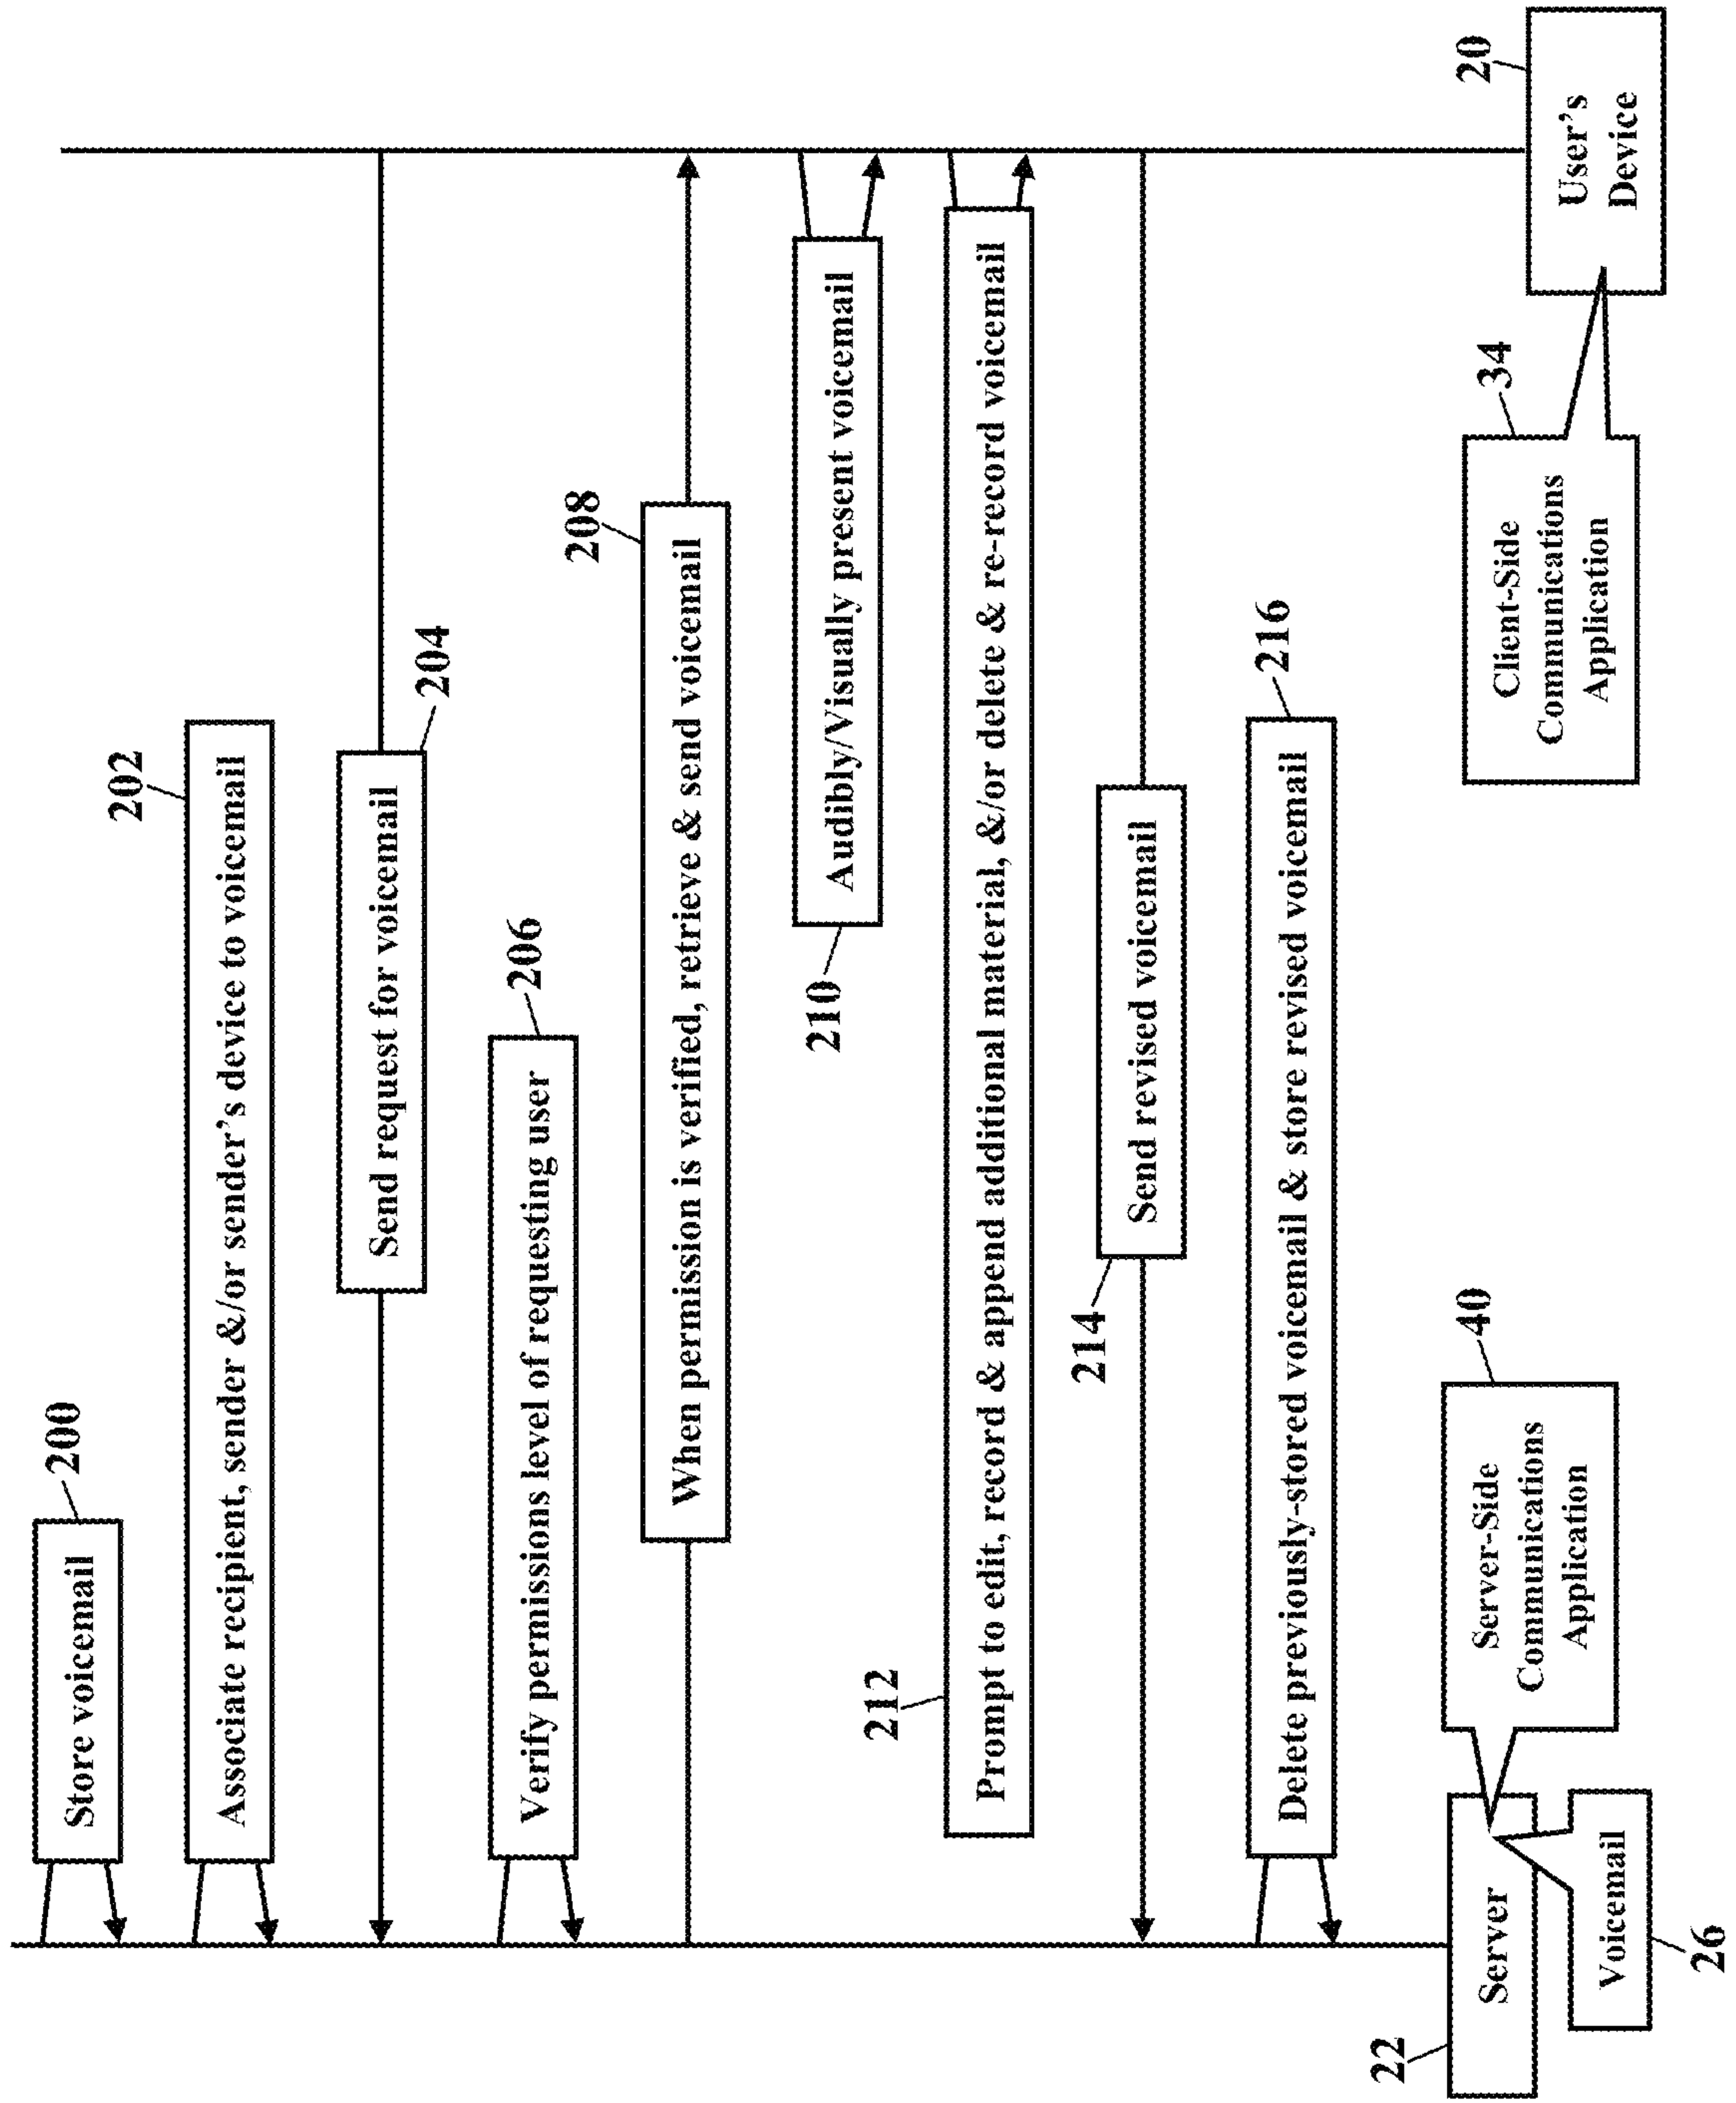 200
Store voicemail
202
Associate recipient, sender &/or sender's device to voicemail
Send request for voicemail
204
206
Verify permissions level of requesting user
208
When permission is verified, retrieve & send voicemail
Audibly/Visually present voicemail
210
212
Prompt to edit, record & append additional material, &/or delete & re-record voicemail
214
Send revised voicemail
216
Delete previously-stored voicemail & store revised voicemail
22
Server
40
Server-Side
Communications
Application
Voicemail
26
34
Client-Side
Communications
Application
20
User's
Device